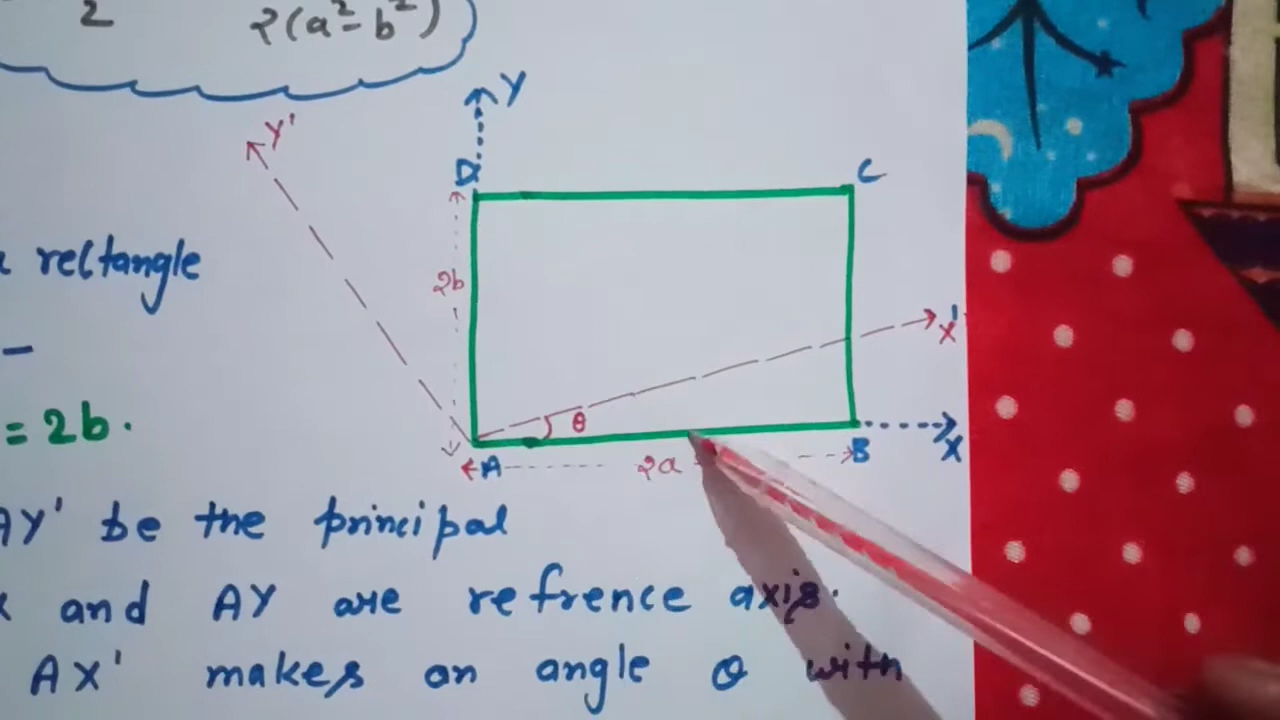 2 2(a²-b²)
Y
Y'
D C
rectangle
2b
X'
= 2b.
θ
A 2a B X
AY' be the principal
and AY are refrence axis.
AX' makes an angle θ with